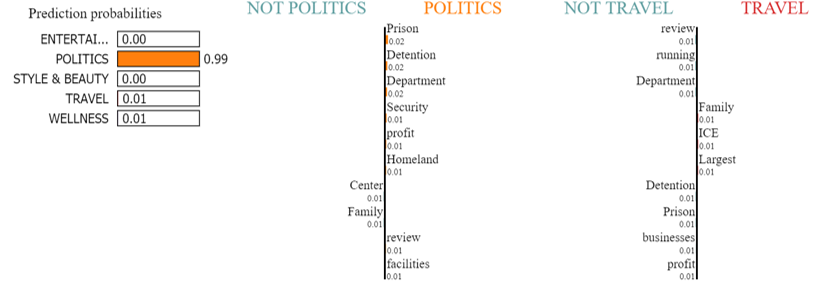 Prediction probabilities
ENTERTAI... 0.00
POLITICS 0.99
STYLE & BEAUTY 0.00
TRAVEL 0.01
WELLNESS 0.01
NOT POLITICS POLITICS
Prison
0.02
Detention
0.02
Department
0.02
Security
0.01
profit
0.01
Homeland
0.01
Center
0.01
Family
0.01
review
0.01
facilities
0.01
NOT TRAVEL TRAVEL
review
0.01
running
0.01
Department
0.01
Family
0.01
ICE
0.01
Largest
0.01
Detention
0.01
Prison
0.01
businesses
0.01
profit
0.01